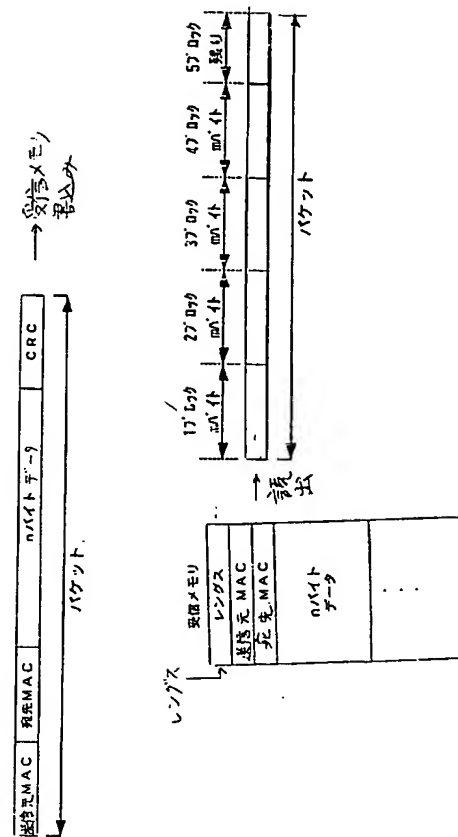 送信元MAC
宛先MAC
nバイトデータ
CRC
パケット
→ 受信メモリ
書込み
受信メモリ
レングス
レングス
送信元MAC
宛先.MAC
nバイト
データ
. . .
→
読出
1ブロック
mバイト
2ブロック
mバイト
3ブロック
mバイト
4ブロック
mバイト
5ブロック
残り
パケット